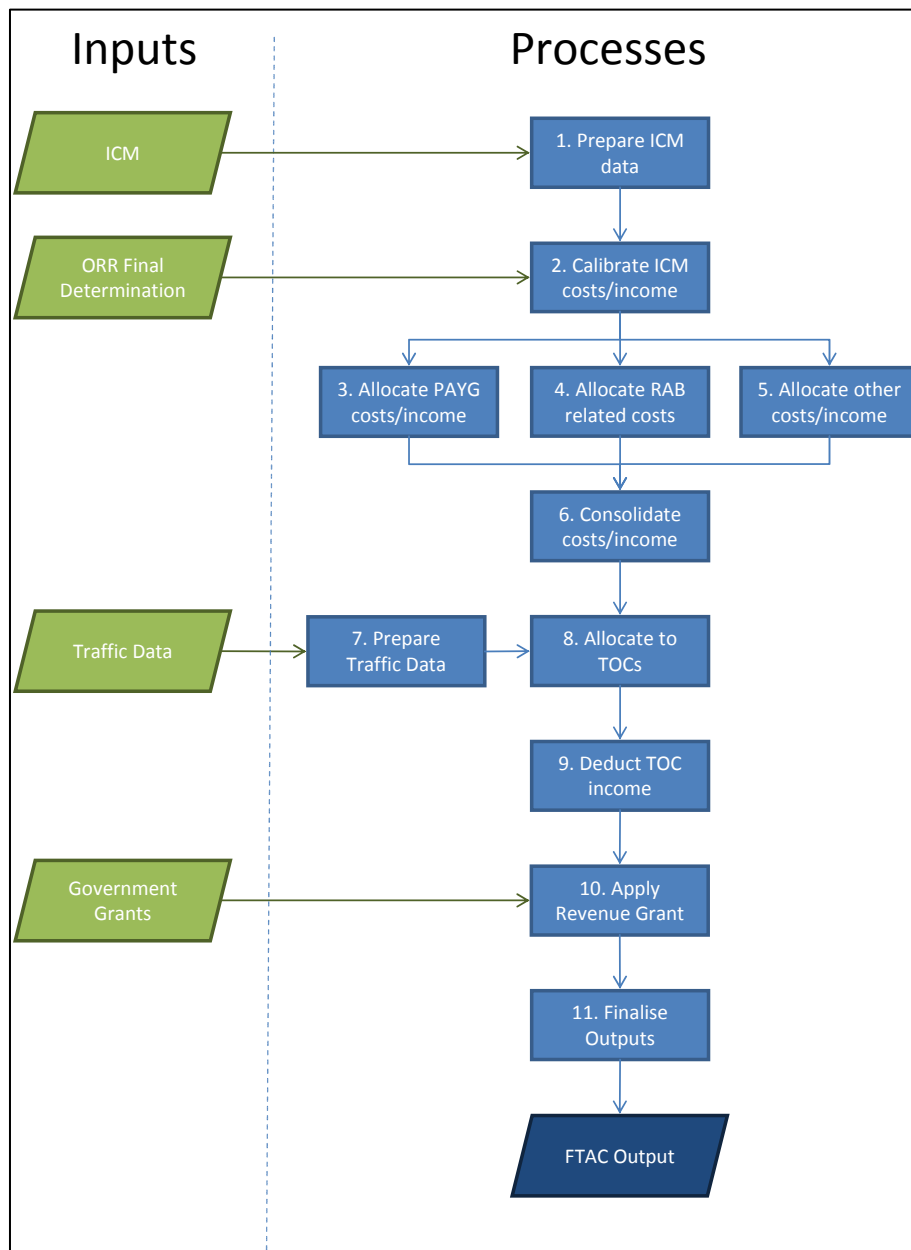 Inputs
Processes
ICM
1. Prepare ICM
data
ORR Final
Determination
2. Calibrate ICM
costs/income
3. Allocate PAYG
costs/income
4. Allocate RAB
related costs
5. Allocate other
costs/income
6. Consolidate
costs/income
Traffic Data
7. Prepare
Traffic Data
8. Allocate to
TOCs
9. Deduct TOC
income
Government
Grants
10. Apply
Revenue Grant
11. Finalise
Outputs
FTAC Output